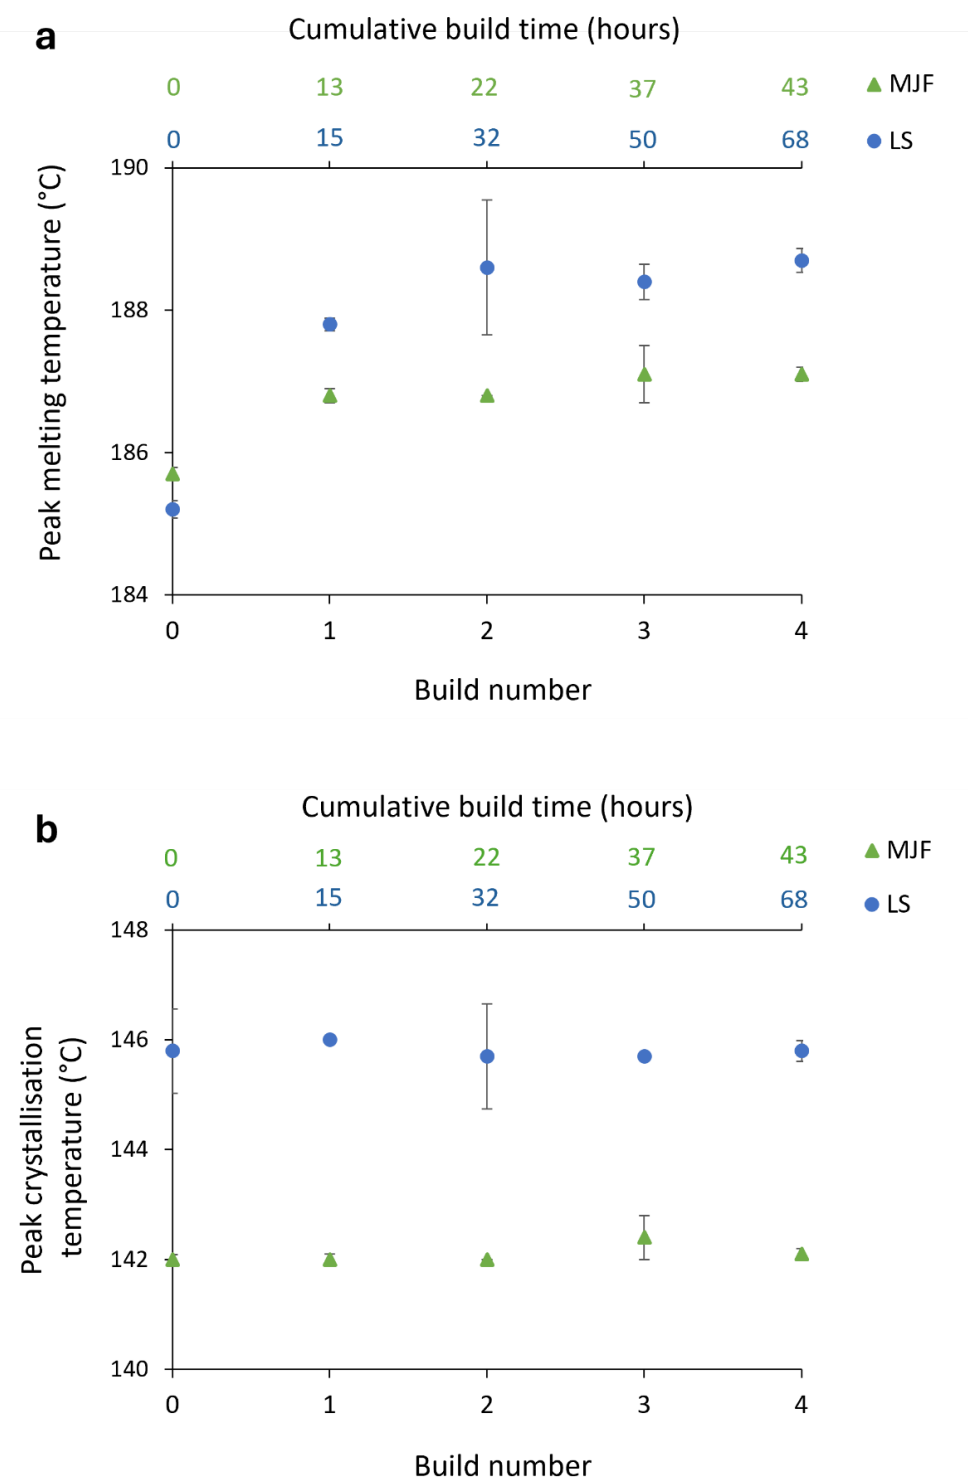 a
Cumulative build time (hours)
0 13 22 37 43 MJF
0 15 32 50 68 LS
190
188
186
184
Peak melting temperature (°C)
0 1 2 3 4
Build number
b
Cumulative build time (hours)
0 13 22 37 43 MJF
0 15 32 50 68 LS
148
146
144
142
140
Peak crystallisation
temperature (°C)
0 1 2 3 4
Build number